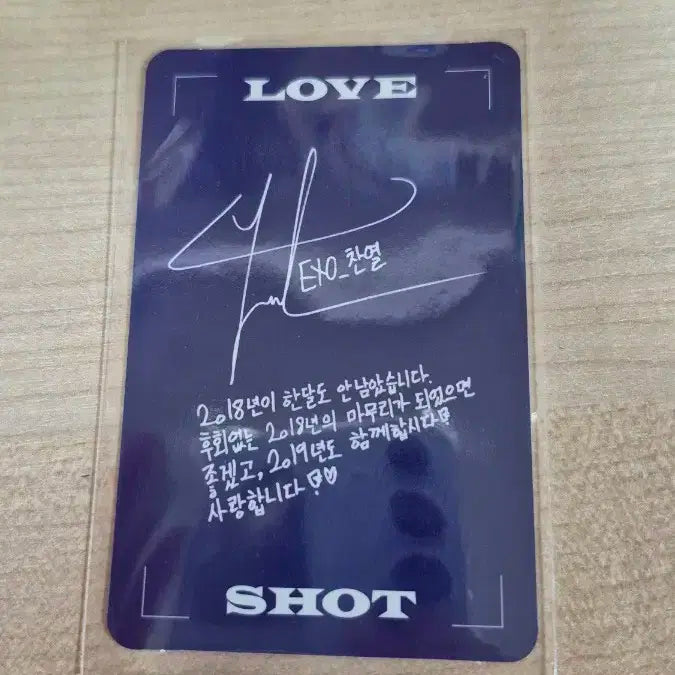 LOVE
EXO_찬열
2018년이 한달도 안남았습니다.
후회없는 2018년의 마무리가 되었으면
좋겠고, 2019년도 함께합시다♡
사랑합니다♡♡
SHOT